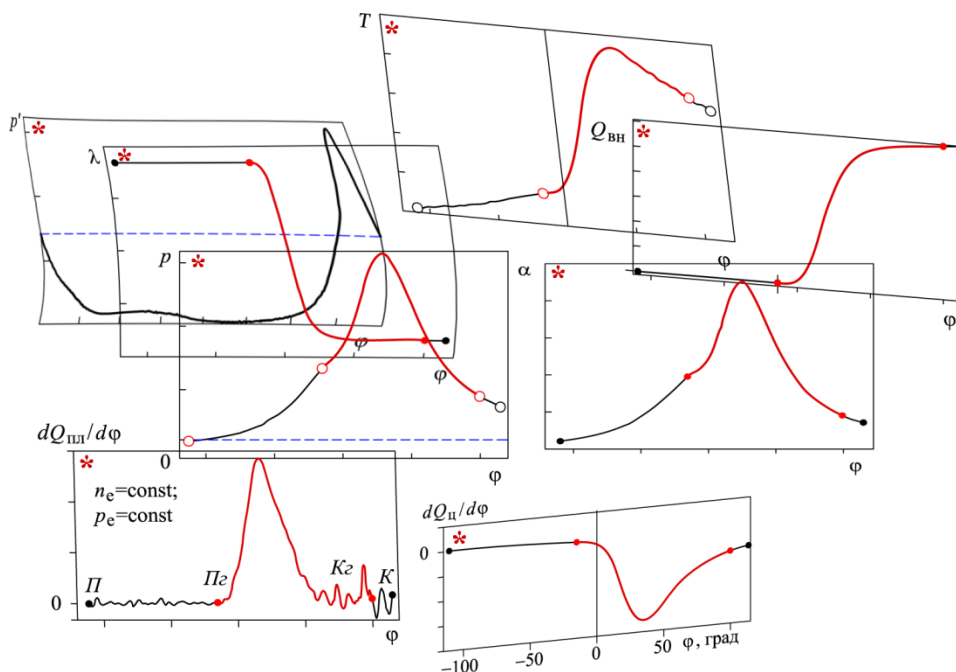 T
*
p'
*
Q_вн
*
λ
*
φ
p
*
α
*
φ
φ
φ
dQ_пл/dφ
*
0
φ
φ
n_e=const;
p_e=const
dQ_ц/dφ
*
П
Пг
Кг
К
0
0
φ
−100
−50
0
50
φ, град